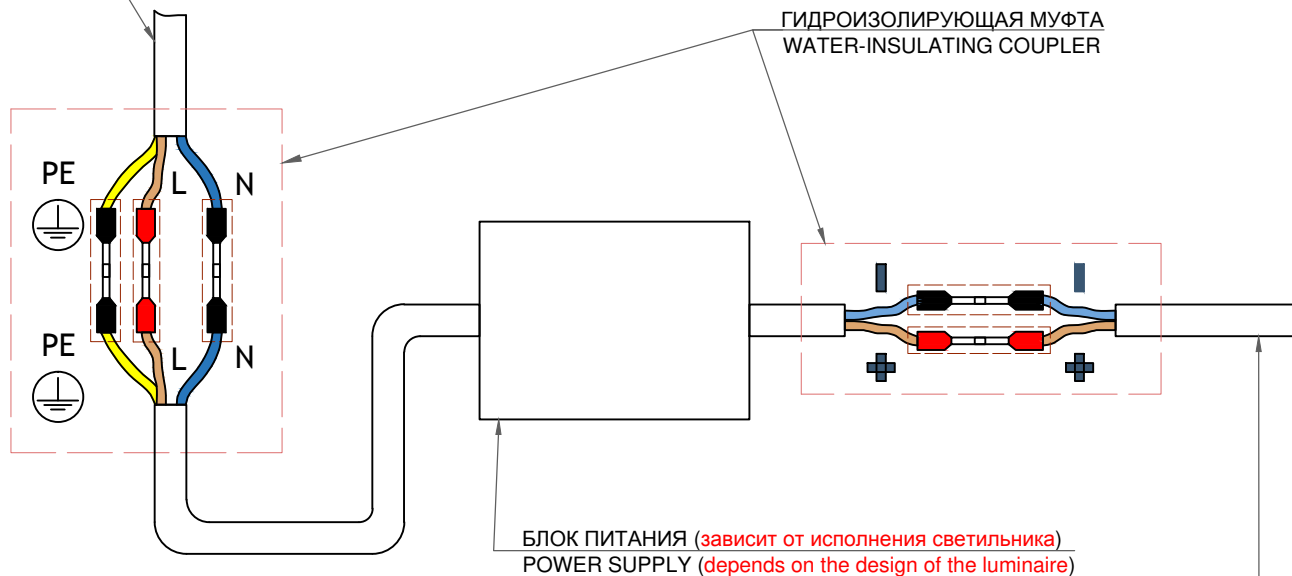 ГИДРОИЗОЛИРУЮЩАЯ МУФТА
WATER-INSULATING COUPLER
PE
L
N
PE
L
N
БЛОК ПИТАНИЯ (зависит от исполнения светильника)
POWER SUPPLY (depends on the design of the luminaire)